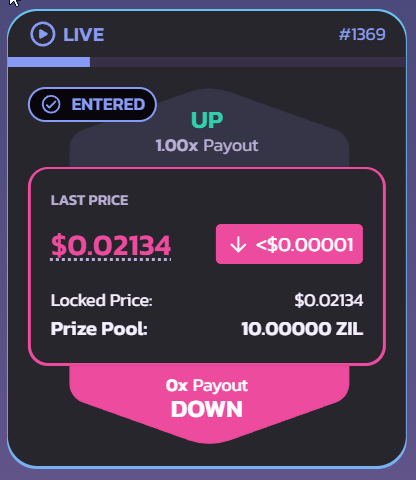 LIVE #1369
ENTERED
UP
1.00x Payout
LAST PRICE
$0.02134 <$0.00001
Locked Price: $0.02134
Prize Pool: 10.00000 ZIL
0x Payout
DOWN